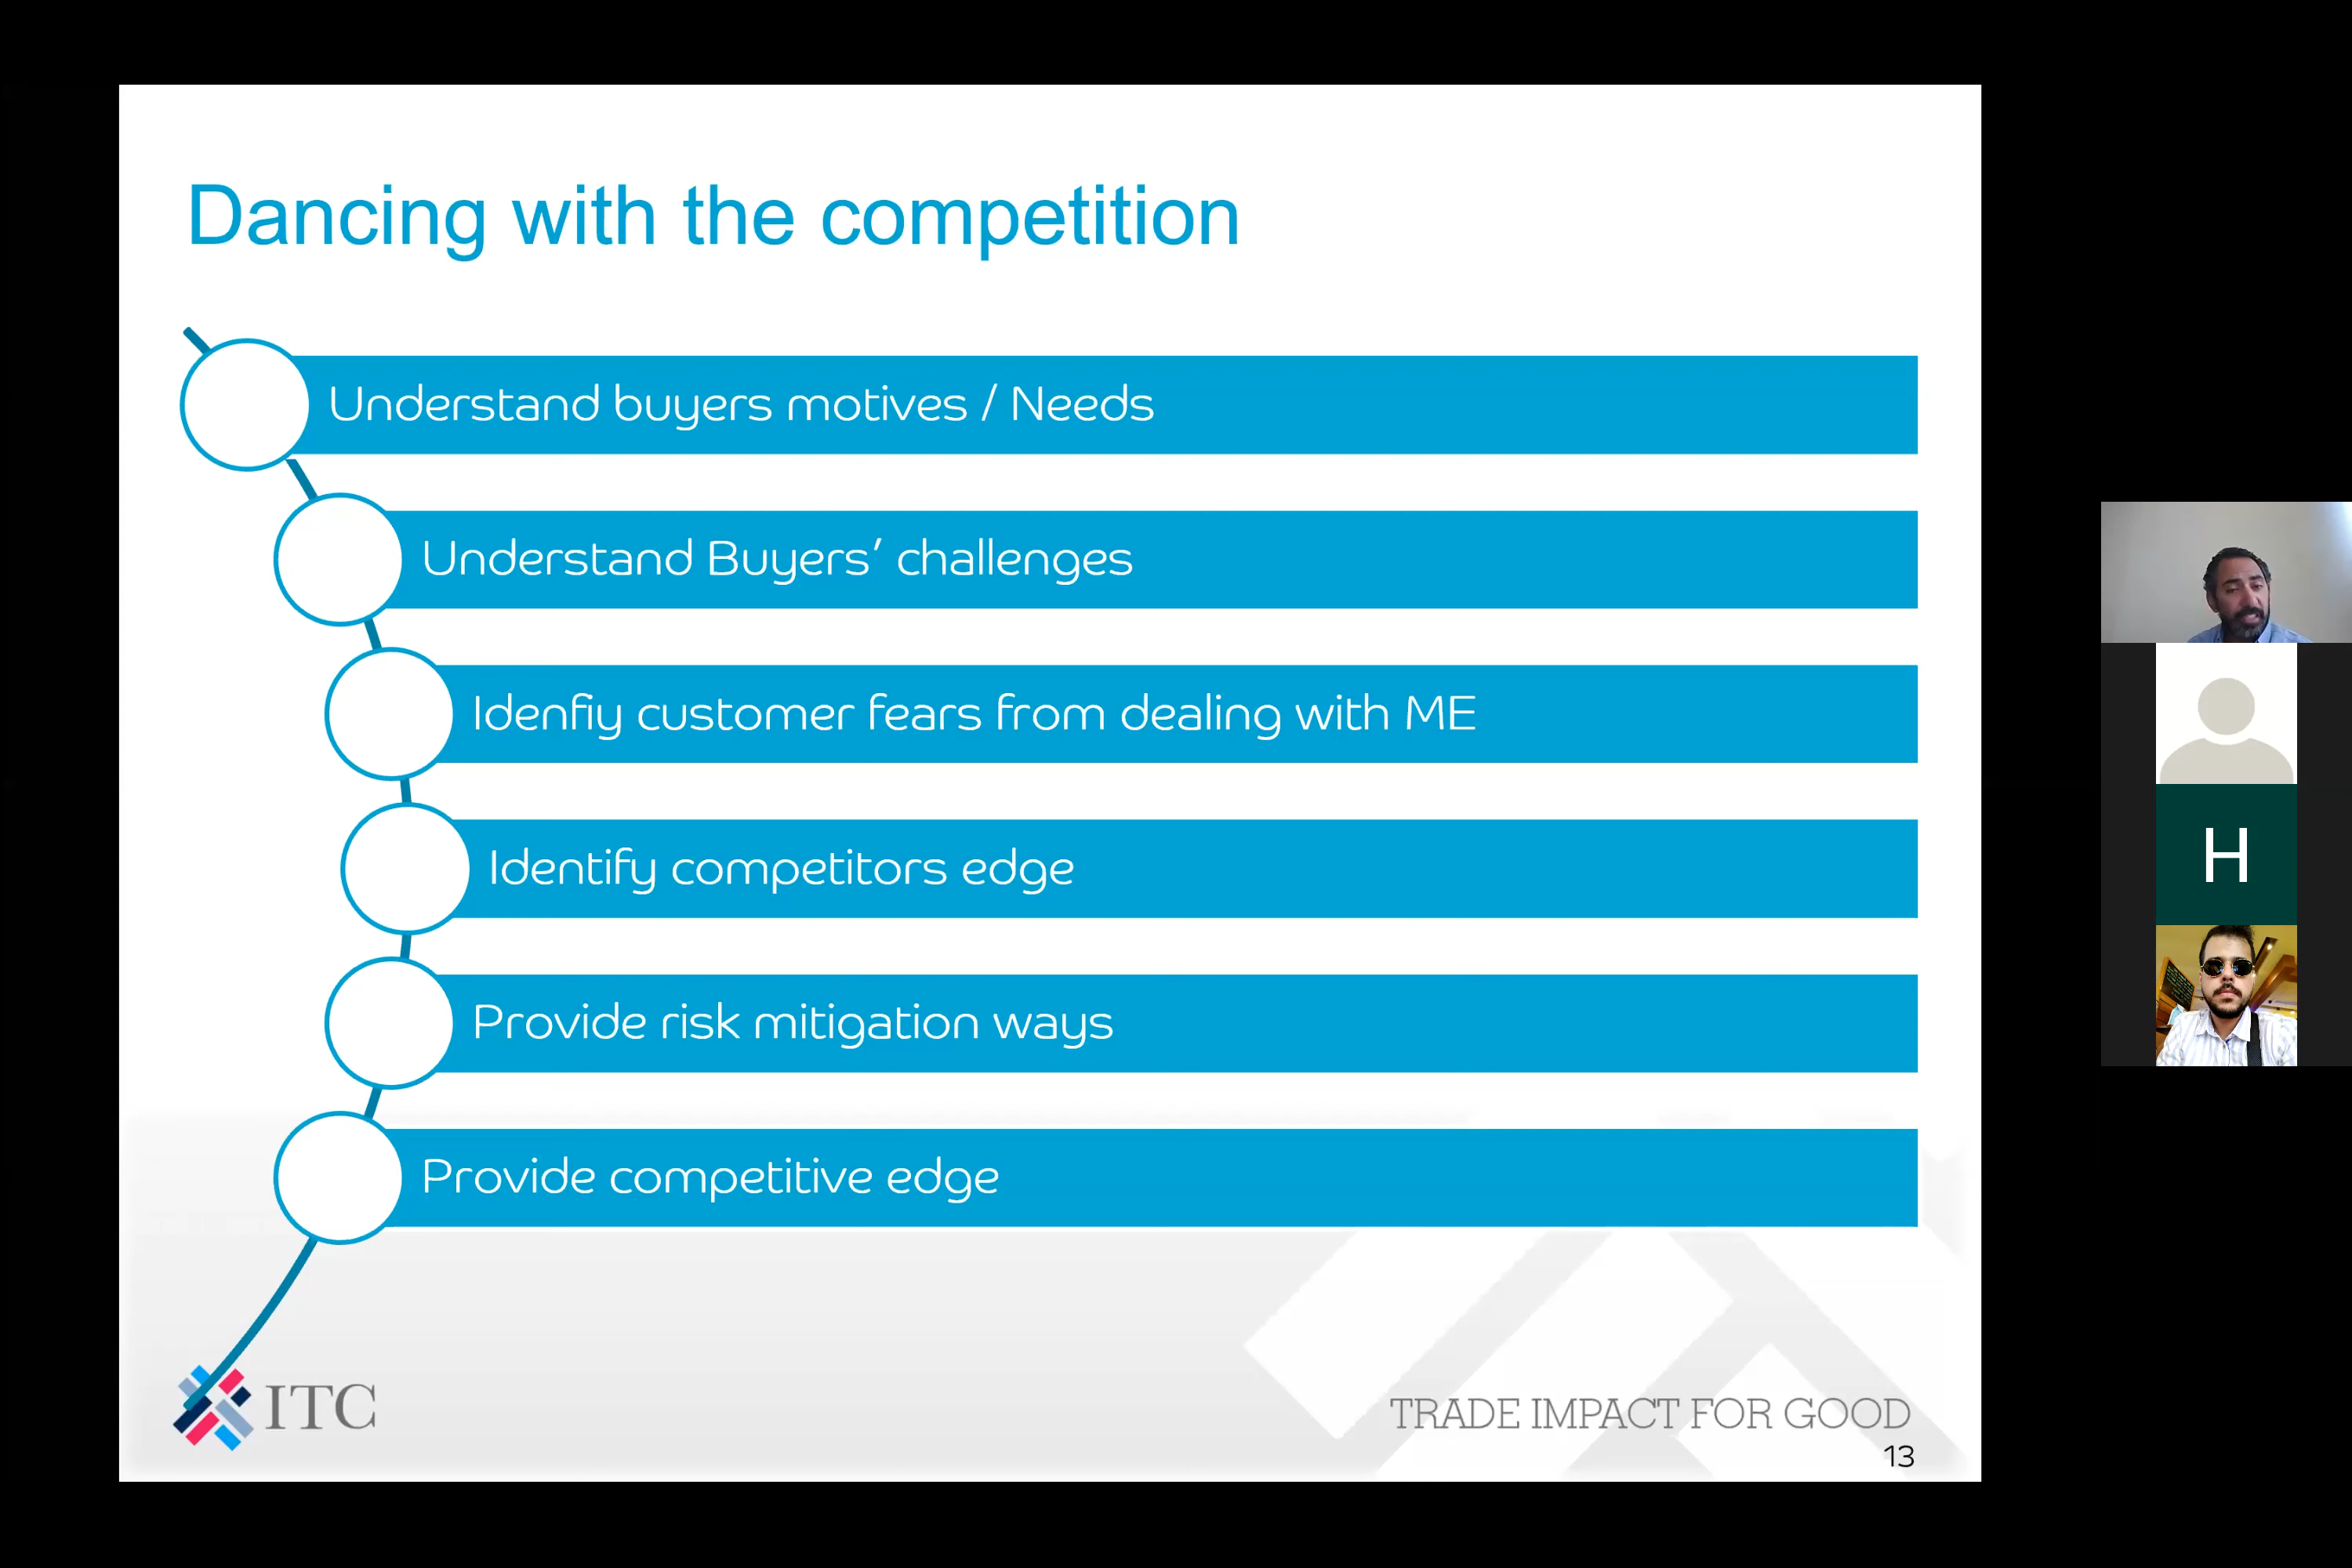 Dancing with the competition
Understand buyers motives / Needs
Understand Buyers’ challenges
Idenfiy customer fears from dealing with ME
Identify competitors edge
Provide risk mitigation ways
Provide competitive edge
ITC
TRADE IMPACT FOR GOOD
13
H